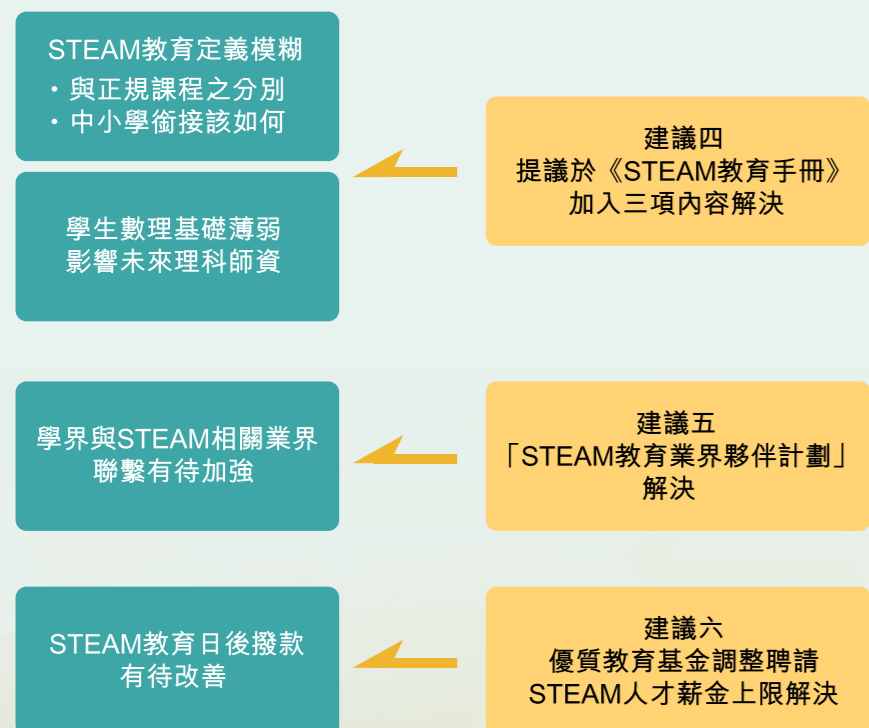 STEAM教育定義模糊
・與正規課程之分別
・中小學銜接該如何
學生數理基礎薄弱
影響未來理科師資
建議四
提議於《STEAM教育手冊》
加入三項內容解決
學界與STEAM相關業界
聯繫有待加強
建議五
「STEAM教育業界夥伴計劃」
解決
STEAM教育日後撥款
有待改善
建議六
優質教育基金調整聘請
STEAM人才薪金上限解決